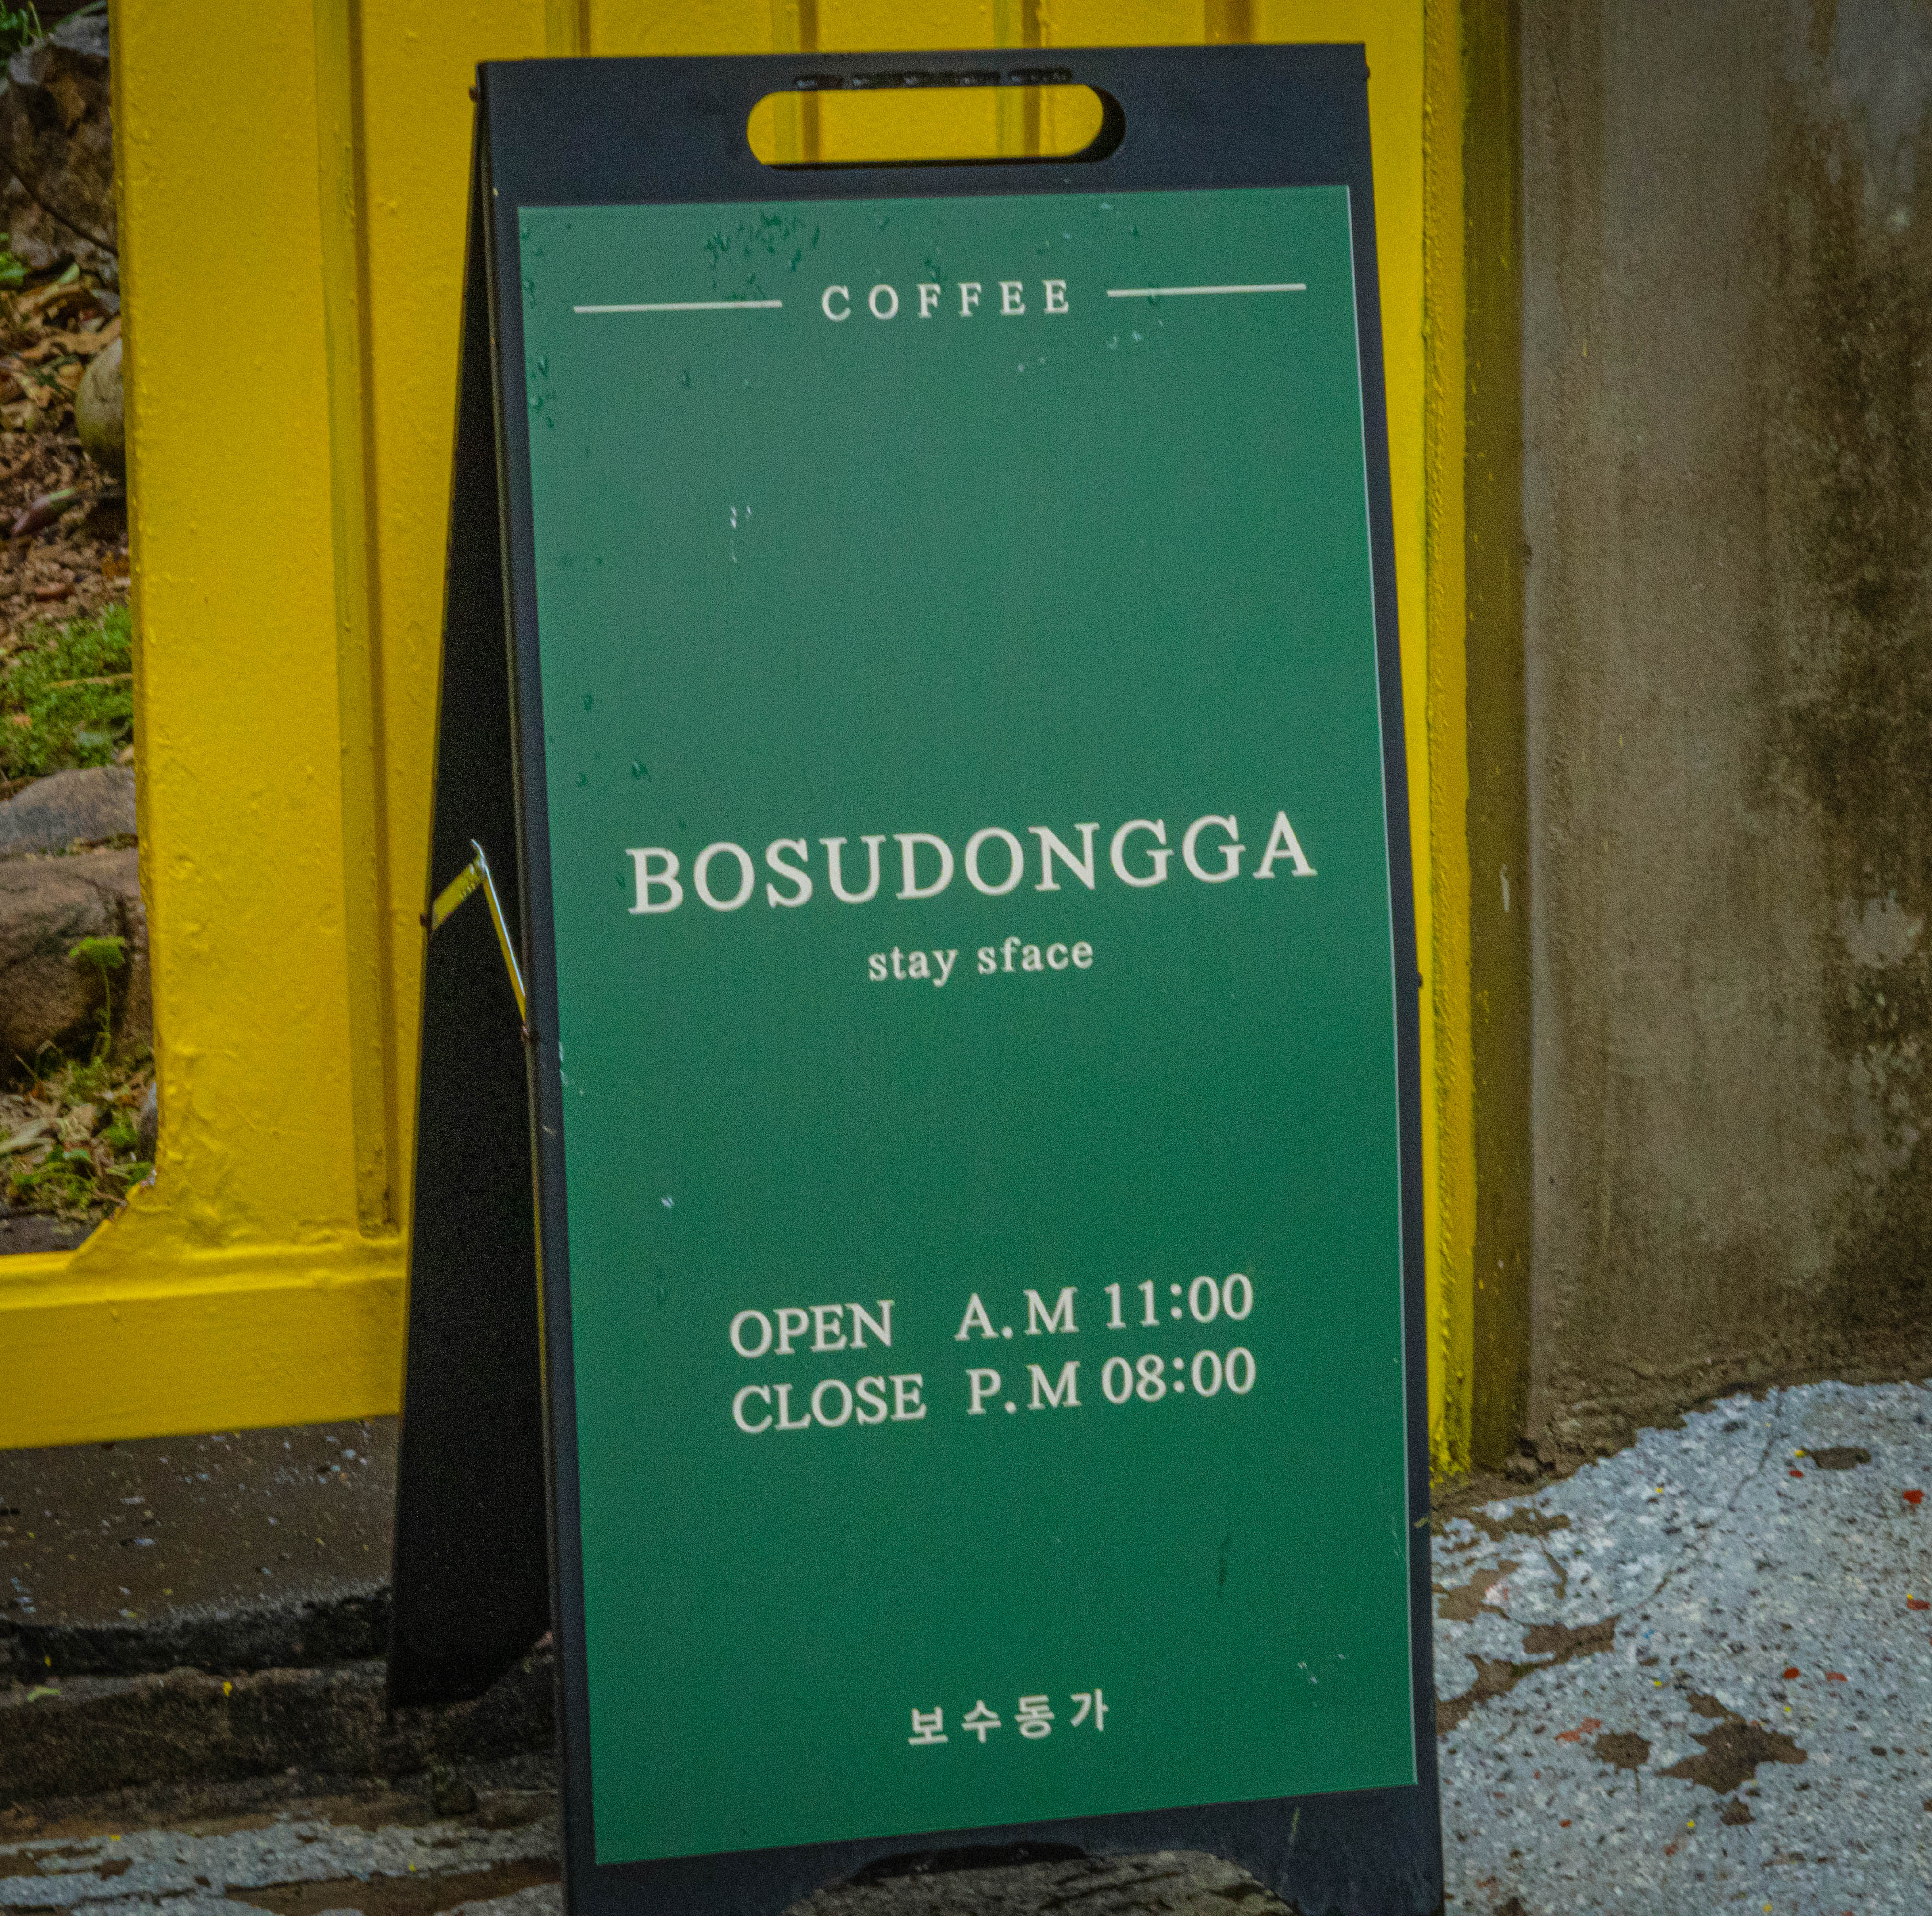 COFFEE
BOSUDONGGA
stay sface
OPEN A.M 11:00
CLOSE P.M 08:00
보수동가